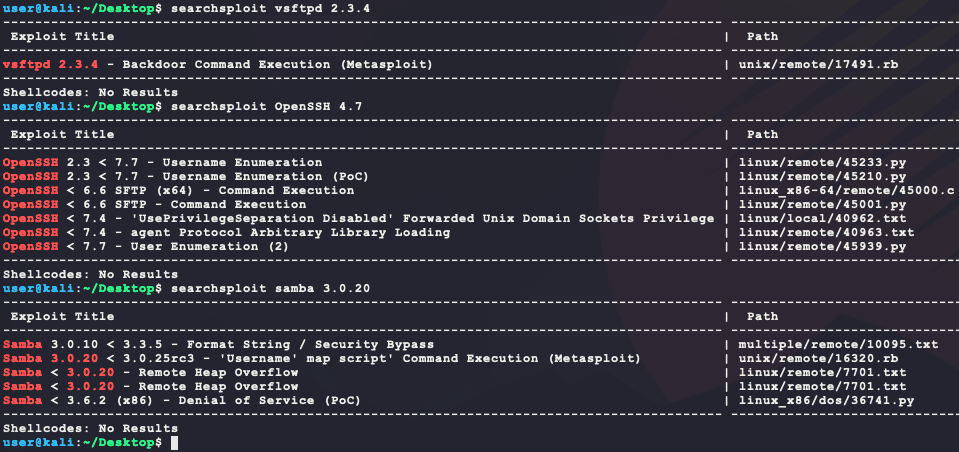 user@kali:~/Desktop$ searchsploit vsftpd 2.3.4
Exploit Title | Path
vsftpd 2.3.4 - Backdoor Command Execution (Metasploit) | unix/remote/17491.rb
Shellcodes: No Results
user@kali:~/Desktop$ searchsploit OpenSSH 4.7
Exploit Title | Path
OpenSSH 2.3 < 7.7 - Username Enumeration | linux/remote/45233.py
OpenSSH 2.3 < 7.7 - Username Enumeration (PoC) | linux/remote/45210.py
OpenSSH < 6.6 SFTP (x64) - Command Execution | linux_x86-64/remote/45000.c
OpenSSH < 6.6 SFTP - Command Execution | linux/remote/45001.py
OpenSSH < 7.4 - 'UsePrivilegeSeparation Disabled' Forwarded Unix Domain Sockets Privilege | linux/local/40962.txt
OpenSSH < 7.4 - agent Protocol Arbitrary Library Loading | linux/remote/40963.txt
OpenSSH < 7.7 - User Enumeration (2) | linux/remote/45939.py
Shellcodes: No Results
user@kali:~/Desktop$ searchsploit samba 3.0.20
Exploit Title | Path
Samba 3.0.10 < 3.3.5 - Format String / Security Bypass | multiple/remote/10095.txt
Samba 3.0.20 < 3.0.25rc3 - 'Username' map script' Command Execution (Metasploit) | unix/remote/16320.rb
Samba < 3.0.20 - Remote Heap Overflow | linux/remote/7701.txt
Samba < 3.0.20 - Remote Heap Overflow | linux/remote/7701.txt
Samba < 3.6.2 (x86) - Denial of Service (PoC) | linux_x86/dos/36741.py
Shellcodes: No Results
user@kali:~/Desktop$